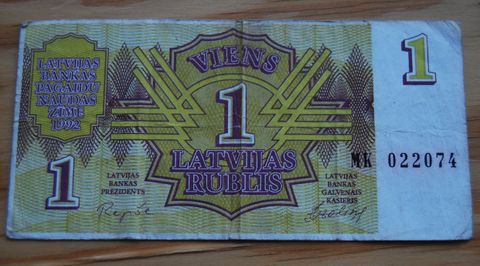 LATVIJAS
BANKAS
PAGAIDU
NAUDAS
ZĪME
1992
VIENS
1
1
LATVIJAS
RUBLIS
MK 022074
1
LATVIJAS
BANKAS
PREZIDENTS
LATVIJAS
BANKAS
GALVENAIS
KASIERIS